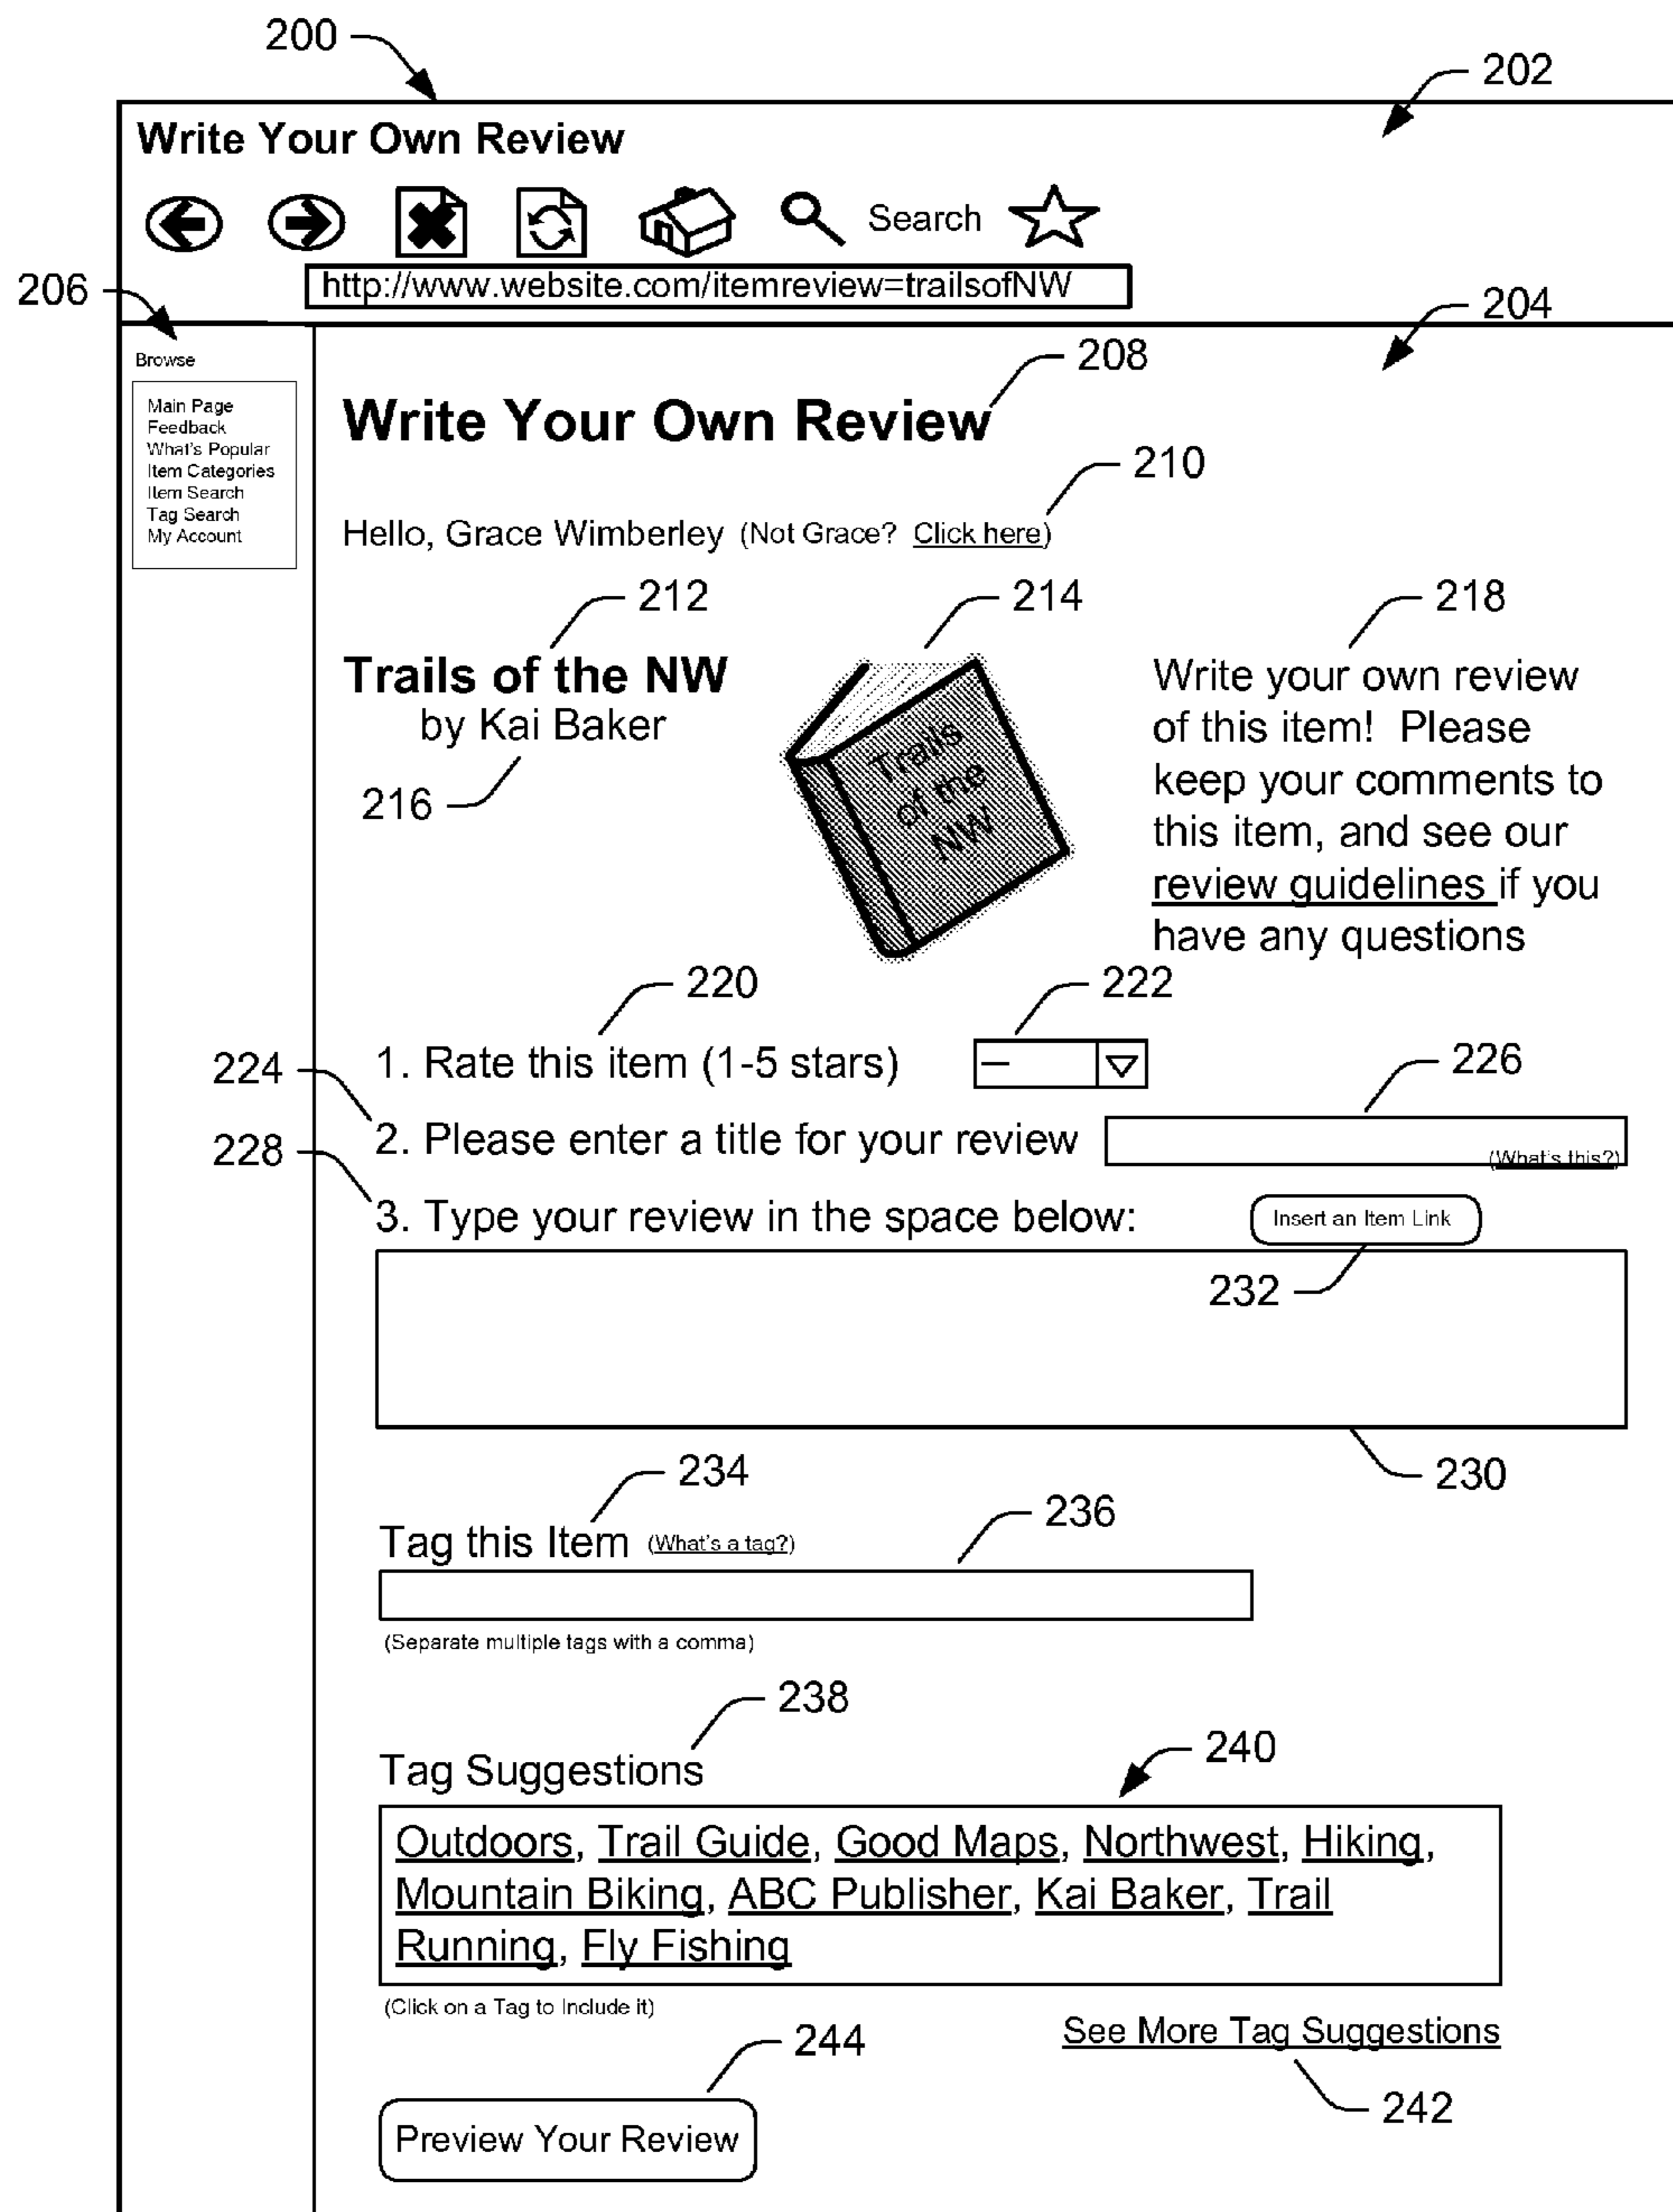 200
202
Write Your Own Review
Search
http://www.website.com/itemreview=trailsofNW
206
204
Browse
Main Page
Feedback
What's Popular
Item Categories
Item Search
Tag Search
My Account
208
Write Your Own Review
210
Hello, Grace Wimberley (Not Grace? Click here)
212
214
218
Trails of the NW
by Kai Baker
216
Trails
of the
NW
Write your own review
of this item! Please
keep your comments to
this item, and see our
review guidelines if you
have any questions
220
222
224
1. Rate this item (1-5 stars)
–
226
228
2. Please enter a title for your review
(What's this?)
3. Type your review in the space below:
Insert an Item Link
232
230
234
236
Tag this Item (What's a tag?)
(Separate multiple tags with a comma)
238
240
Tag Suggestions
Outdoors, Trail Guide, Good Maps, Northwest, Hiking,
Mountain Biking, ABC Publisher, Kai Baker, Trail
Running, Fly Fishing
(Click on a Tag to Include it)
See More Tag Suggestions
244
242
Preview Your Review